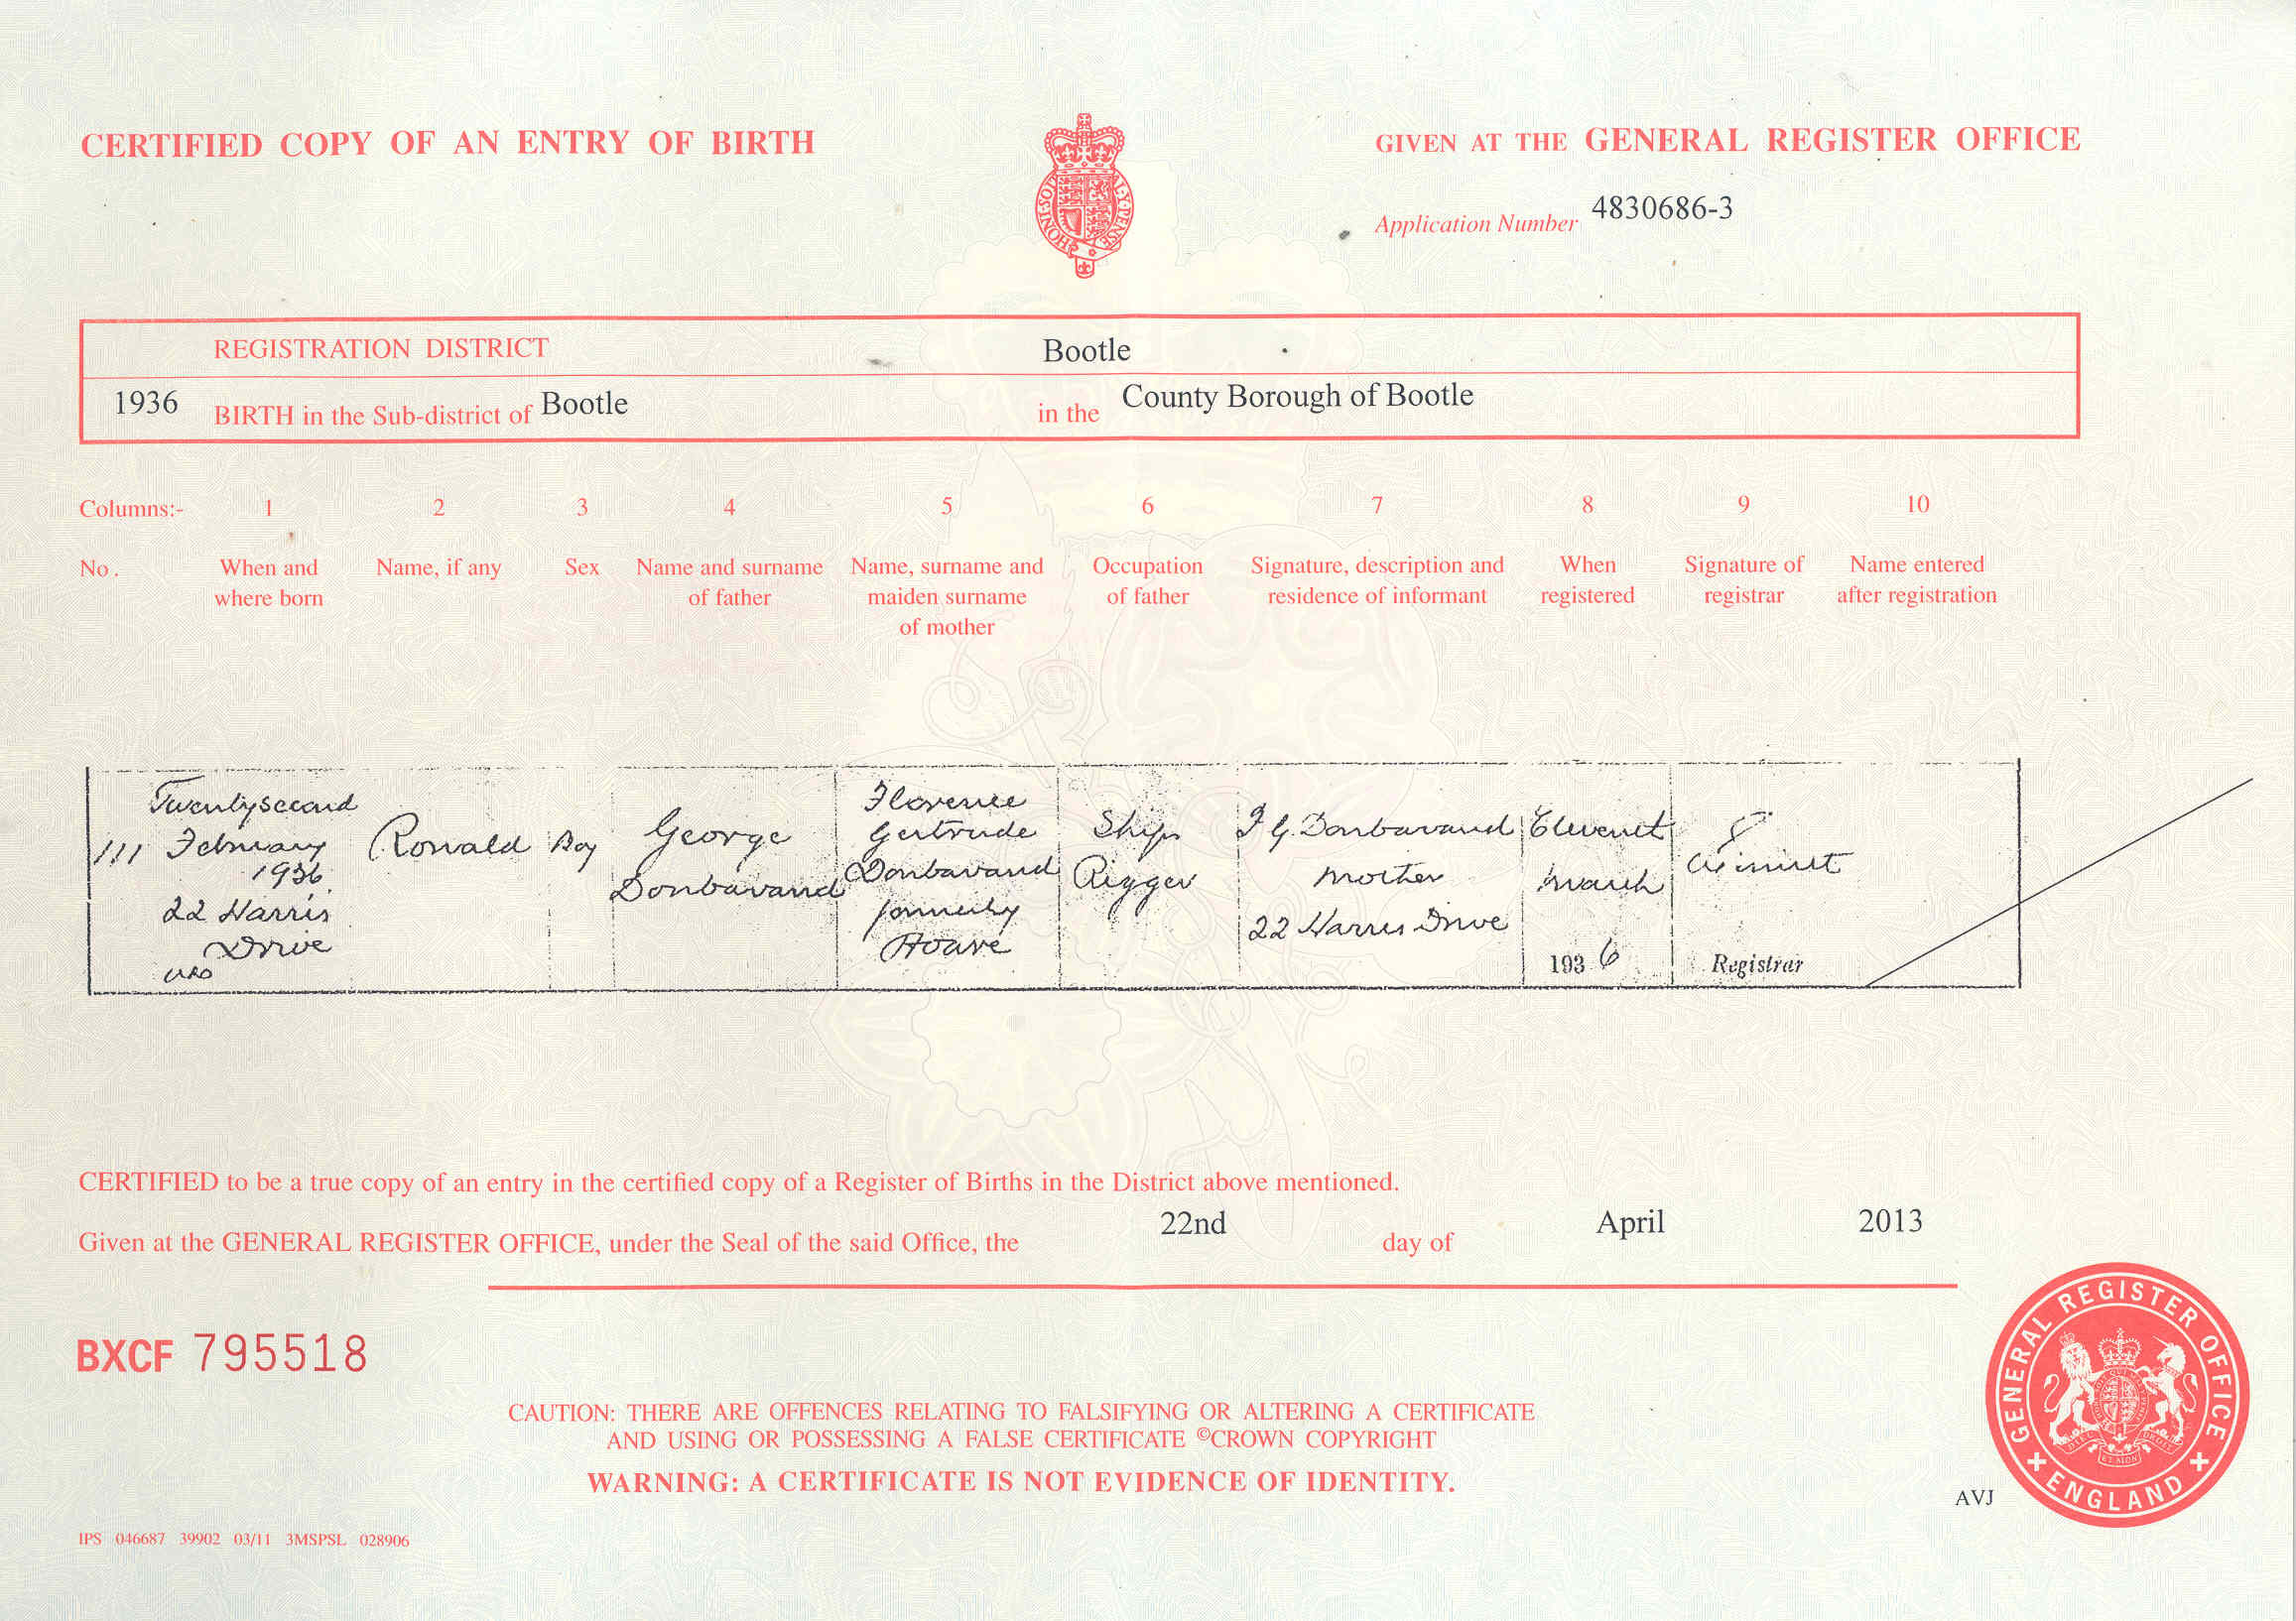 CERTIFIED COPY OF AN ENTRY OF BIRTH
GIVEN AT THE GENERAL REGISTER OFFICE
HONI·SOIT AL·Y·PENSE
Application Number 4830686-3
REGISTRATION DISTRICT Bootle
1936 BIRTH in the Sub-district of Bootle in the County Borough of Bootle
Columns:- 1 2 3 4 5 6 7 8 9 10
No. When and Name, if any Sex Name and surname Name, surname and Occupation Signature, description and When Signature of Name entered
where born of father maiden surname of father residence of informant registered registrar after registration
of mother
111
Twentysecond
February
1936
22 Harris
Drive
URD
Ronald
Boy
George
Donbavand
Florence
Gertrude
Donbavand
formerly
Hoare
Ships
Rigger
F G. Donbavand
Mother
22 Harris Drive
March
1936
Registrar
CERTIFIED to be a true copy of an entry in the certified copy of a Register of Births in the District above mentioned.
Given at the GENERAL REGISTER OFFICE, under the Seal of the said Office, the 22nd day of April 2013
BXCF 795518
CAUTION: THERE ARE OFFENCES RELATING TO FALSIFYING OR ALTERING A CERTIFICATE
AND USING OR POSSESSING A FALSE CERTIFICATE ©CROWN COPYRIGHT
WARNING: A CERTIFICATE IS NOT EVIDENCE OF IDENTITY.
AVJ
GENERAL REGISTER OFFICE
ENGLAND
IPS 046687 39902 03/11 3MSPSL 028906